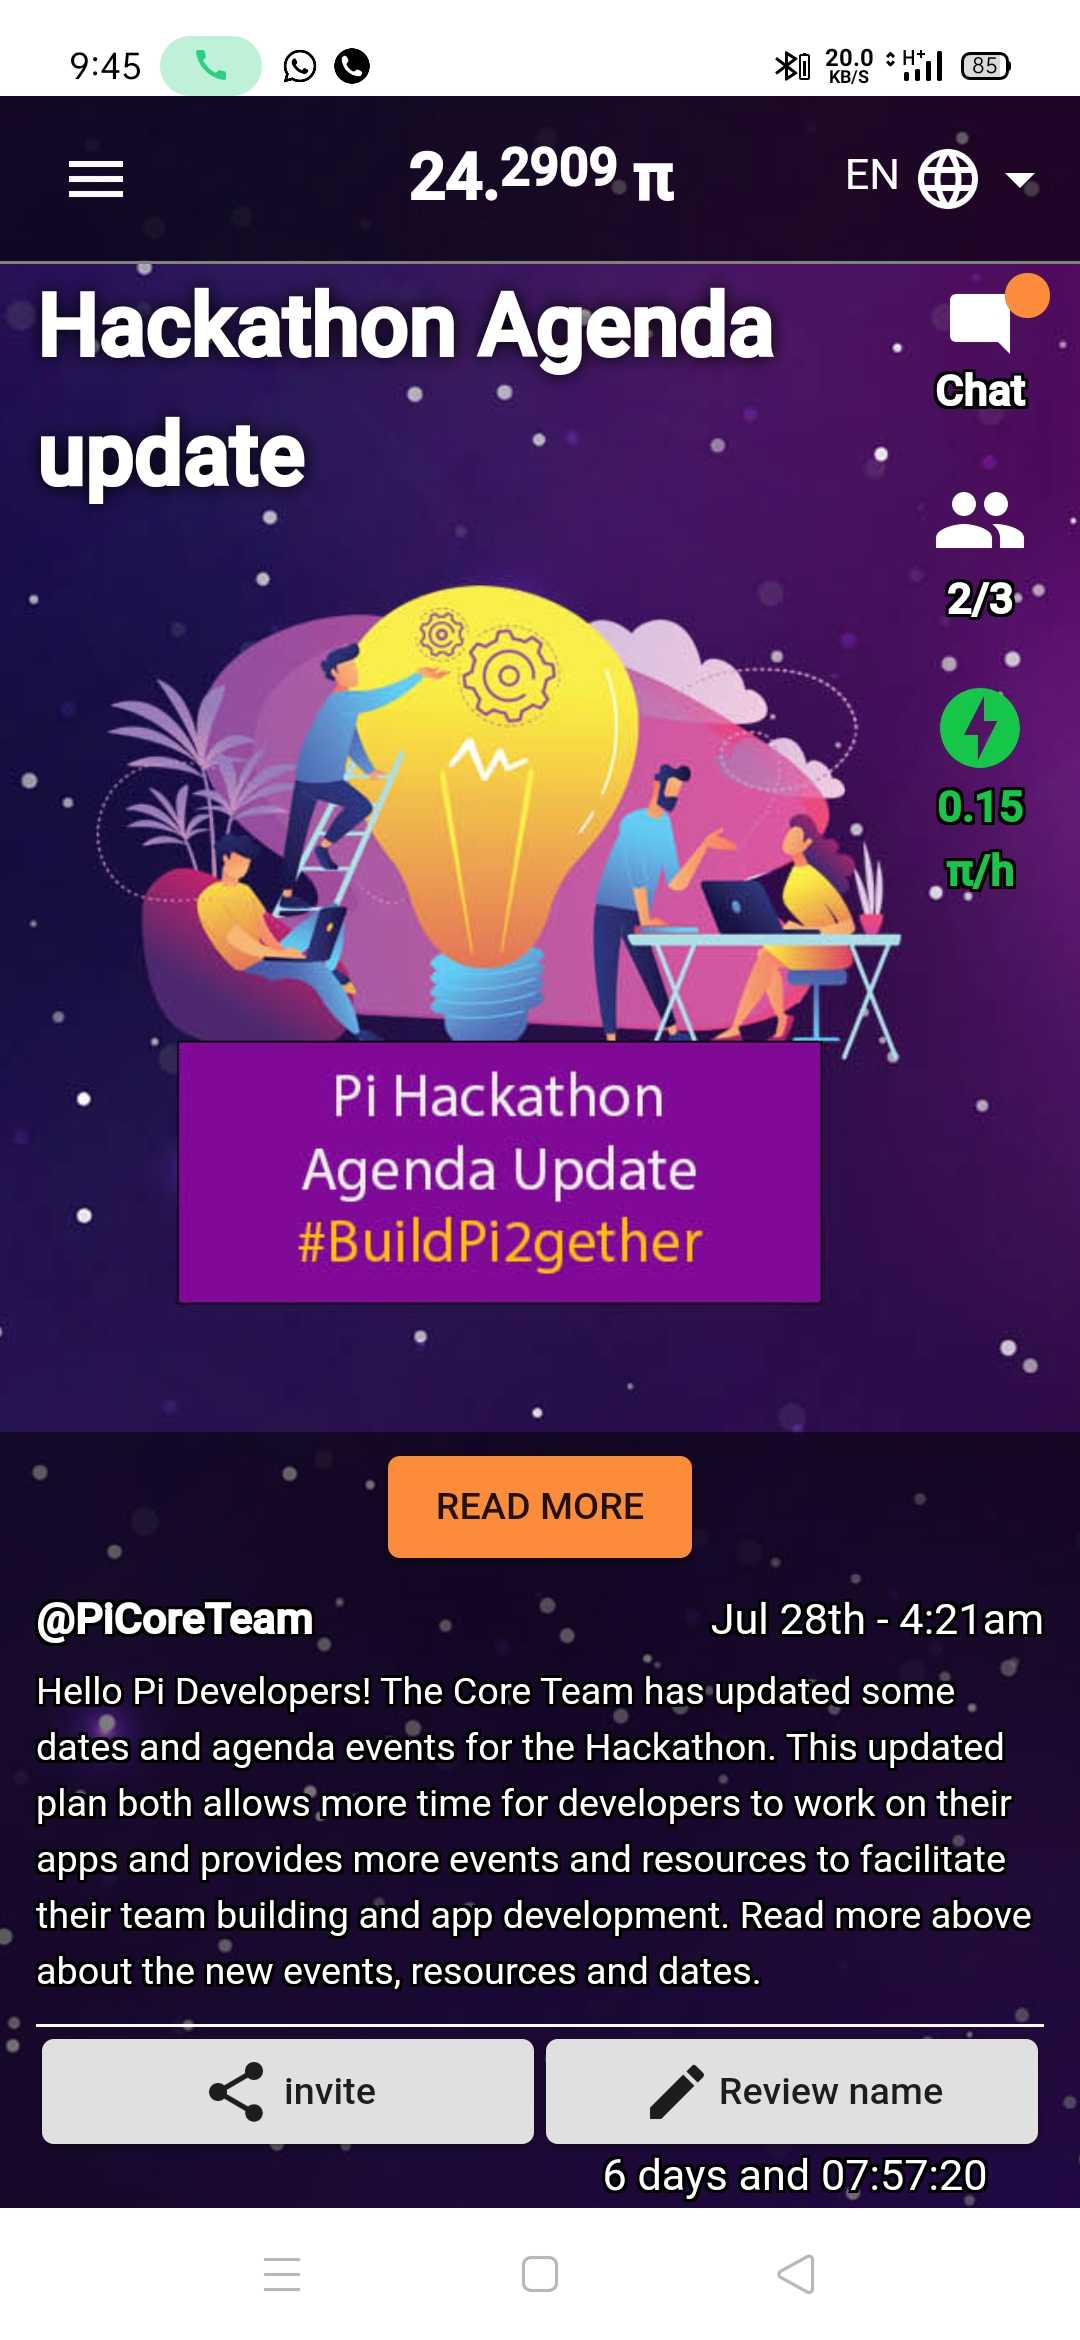 9:45
20.0
KB/S
H+
85
24.2909 π
EN
Hackathon Agenda
update
Chat
2/3
0.15
π/h
Pi Hackathon
Agenda Update
#BuildPi2gether
READ MORE
@PiCoreTeam
Jul 28th - 4:21am
Hello Pi Developers! The Core Team has updated some
dates and agenda events for the Hackathon. This updated
plan both allows more time for developers to work on their
apps and provides more events and resources to facilitate
their team building and app development. Read more above
about the new events, resources and dates.
invite
Review name
6 days and 07:57:20